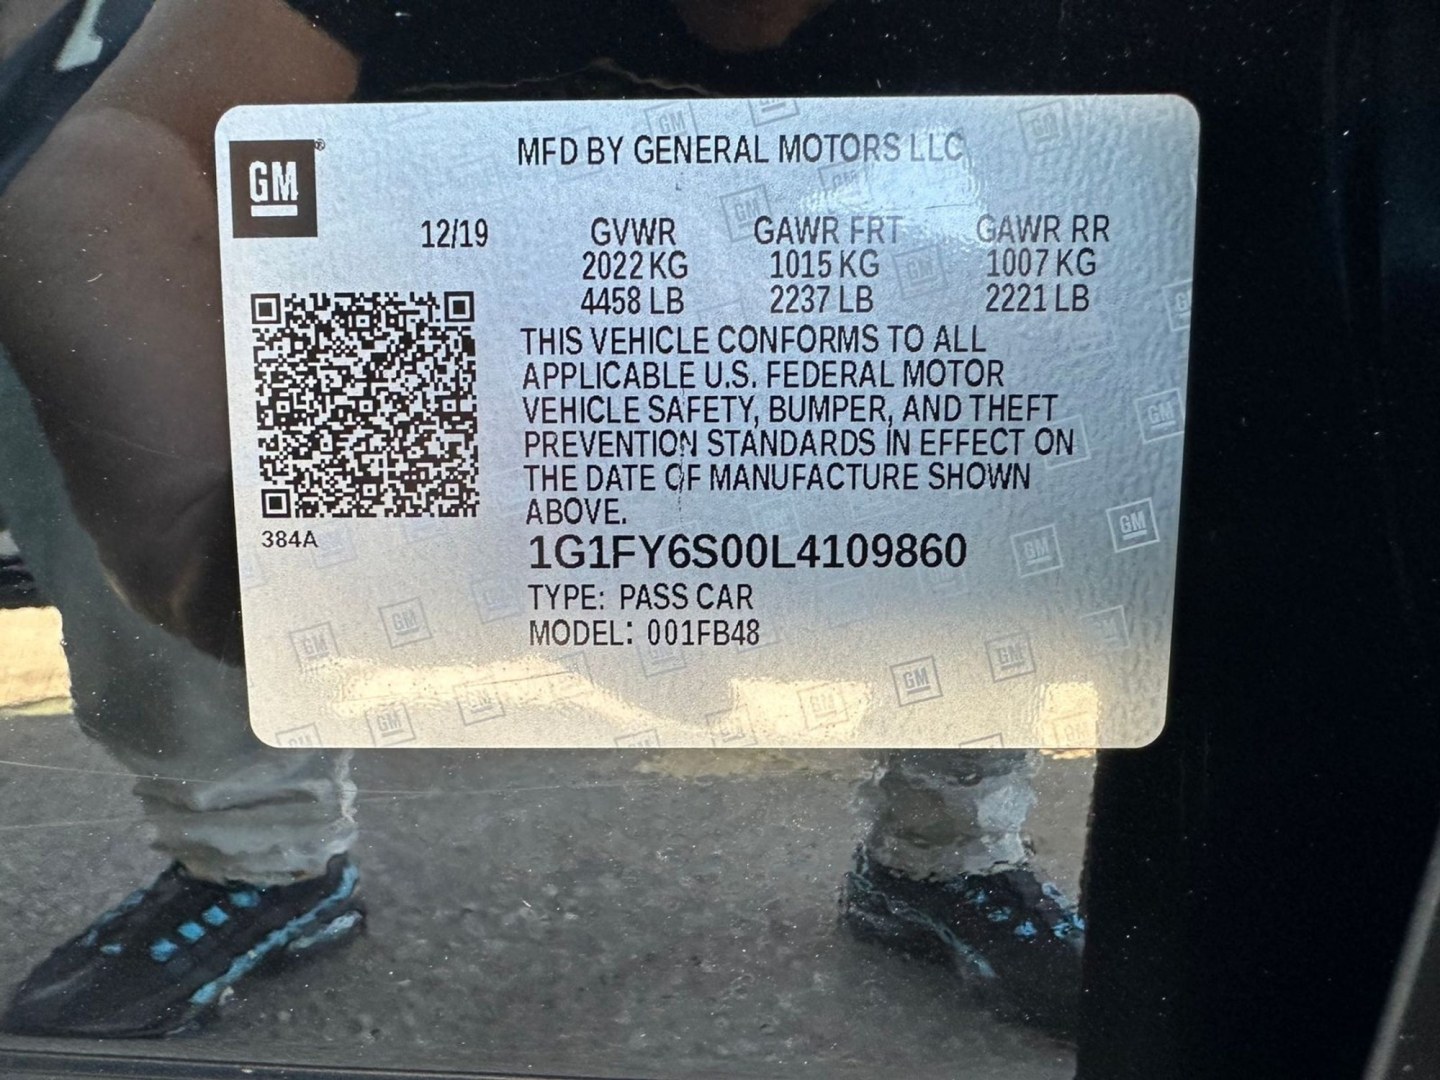 MFD BY GENERAL MOTORS LLC
GM®
12/19 GVWR GAWR FRT GAWR RR
2022 KG 1015 KG 1007 KG
4458 LB 2237 LB 2221 LB
THIS VEHICLE CONFORMS TO ALL
APPLICABLE U.S. FEDERAL MOTOR
VEHICLE SAFETY, BUMPER, AND THEFT
PREVENTION STANDARDS IN EFFECT ON
THE DATE OF MANUFACTURE SHOWN
ABOVE.
384A
1G1FY6S00L4109860
TYPE: PASS CAR
MODEL: 001FB48